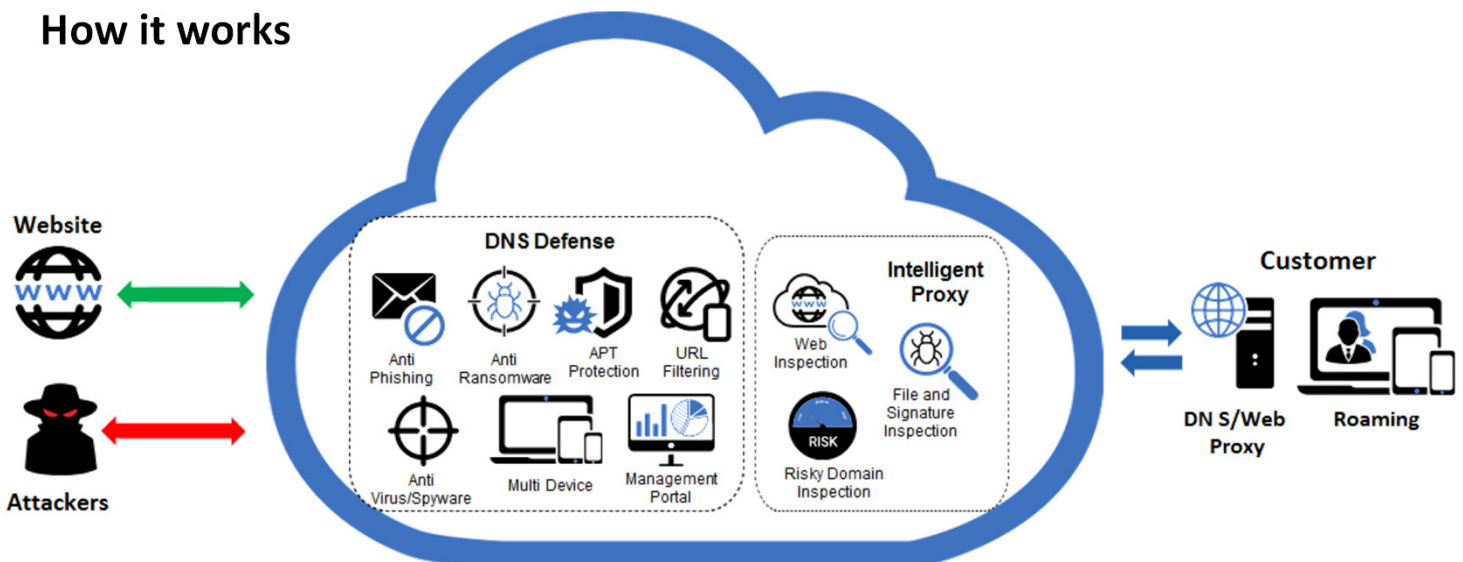 How it works
Website
WWW
Attackers
DNS Defense
Anti
Phishing
Anti
Ransomware
APT
Protection
URL
Filtering
Anti
Virus/Spyware
Multi Device
Management
Portal
Intelligent
Proxy
WWW
Web
Inspection
File and
Signature
Inspection
RISK
Risky Domain
Inspection
Customer
DN S/Web
Proxy
Roaming